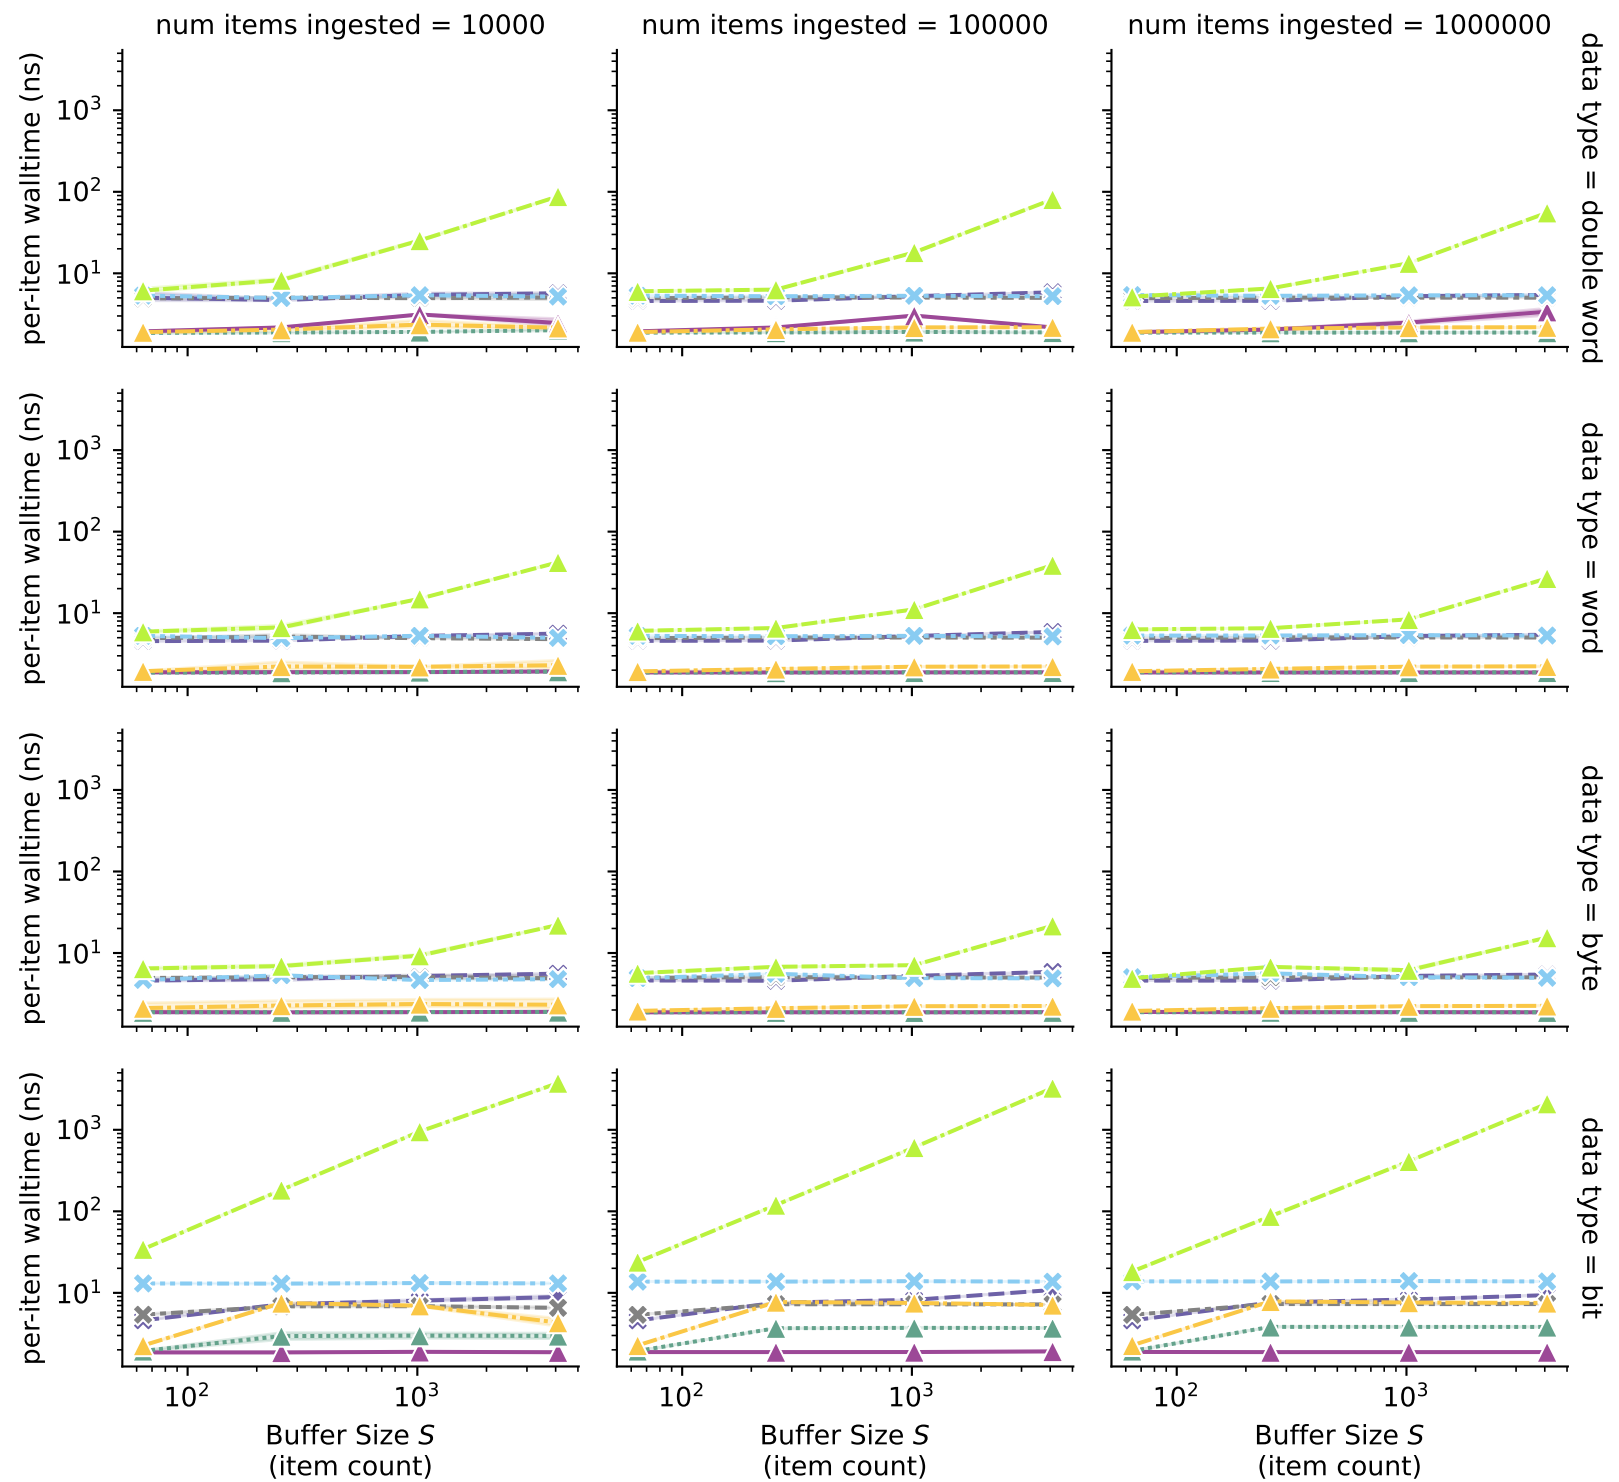 num items ingested = 10000
num items ingested = 100000
num items ingested = 1000000
per-item walltime (ns)
10³
10²
10¹
data type = double word
per-item walltime (ns)
10³
10²
10¹
data type = word
per-item walltime (ns)
10³
10²
10¹
data type = byte
per-item walltime (ns)
10³
10²
10¹
data type = bit
10² 10³
10² 10³
10² 10³
Buffer Size S
(item count)
Buffer Size S
(item count)
Buffer Size S
(item count)